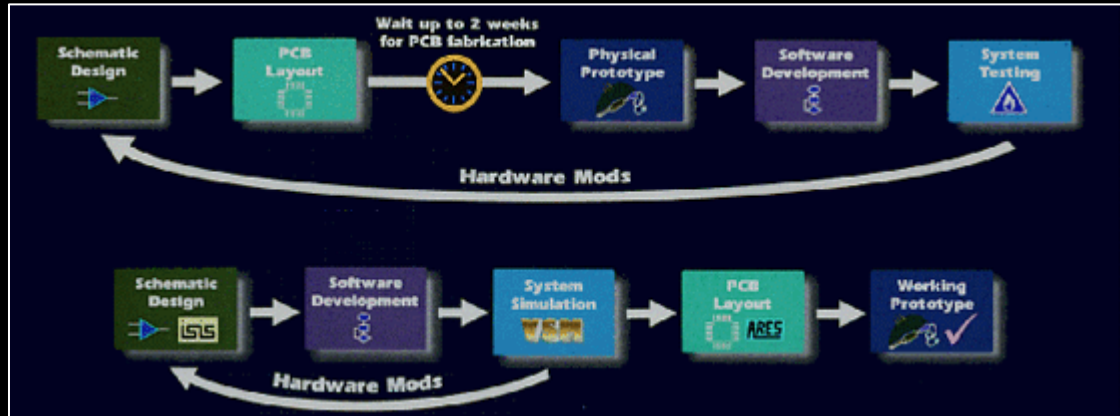 Wait up to 2 weeks
for PCB fabrication
Schematic
Design
PCB
Layout
Physical
Prototype
Software
Development
System
Testing
Hardware Mods
Schematic
Design
ISIS
Software
Development
System
Simulation
VSM
PCB
Layout
ARES
Working
Prototype
Hardware Mods